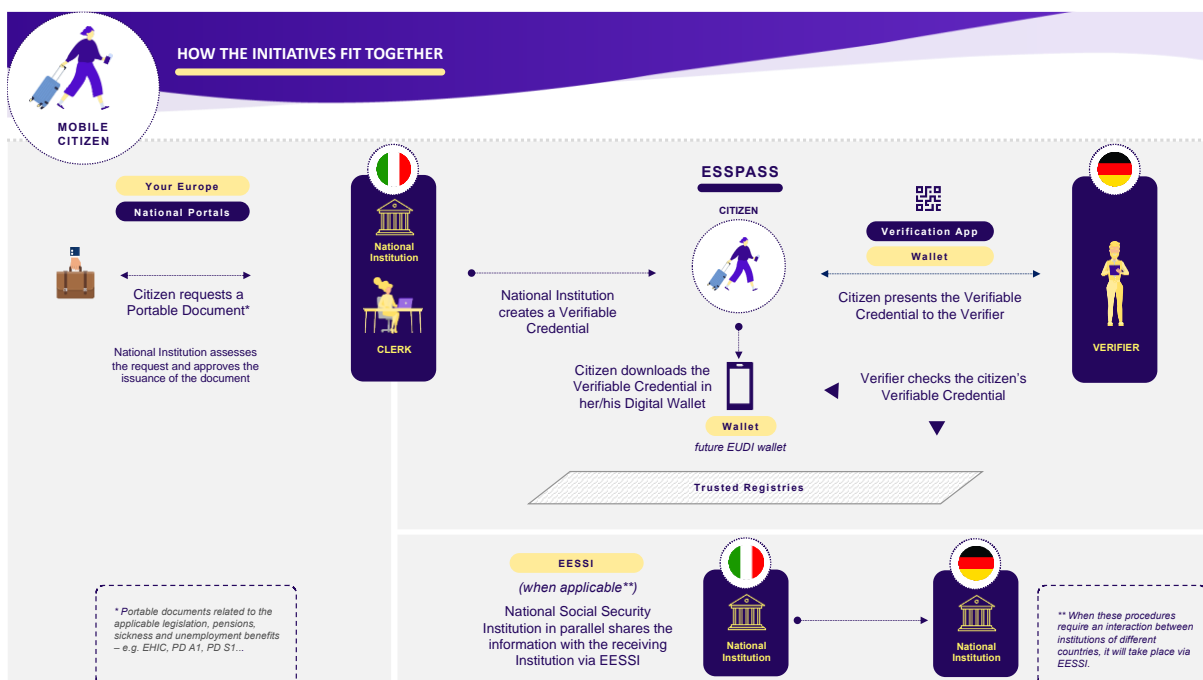 HOW THE INITIATIVES FIT TOGETHER
MOBILE
CITIZEN
Your Europe
National Portals
Citizen requests a
Portable Document*
National Institution assesses
the request and approves the
issuance of the document
National
Institution
CLERK
National Institution
creates a Verifiable
Credential
ESSPASS
CITIZEN
Citizen downloads the
Verifiable Credential in
her/his Digital Wallet
Wallet
future EUDI wallet
Verification App
Wallet
Citizen presents the Verifiable
Credential to the Verifier
Verifier checks the citizen's
Verifiable Credential
VERIFIER
Trusted Registries
* Portable documents related to the
applicable legislation, pensions,
sickness and unemployment benefits
– e.g. EHIC, PD A1, PD S1...
EESSI
(when applicable**)
National Social Security
Institution in parallel shares the
information with the receiving
Institution via EESSI
National
Institution
National
Institution
** When these procedures
require an interaction between
institutions of different
countries, it will take place via
EESSI.